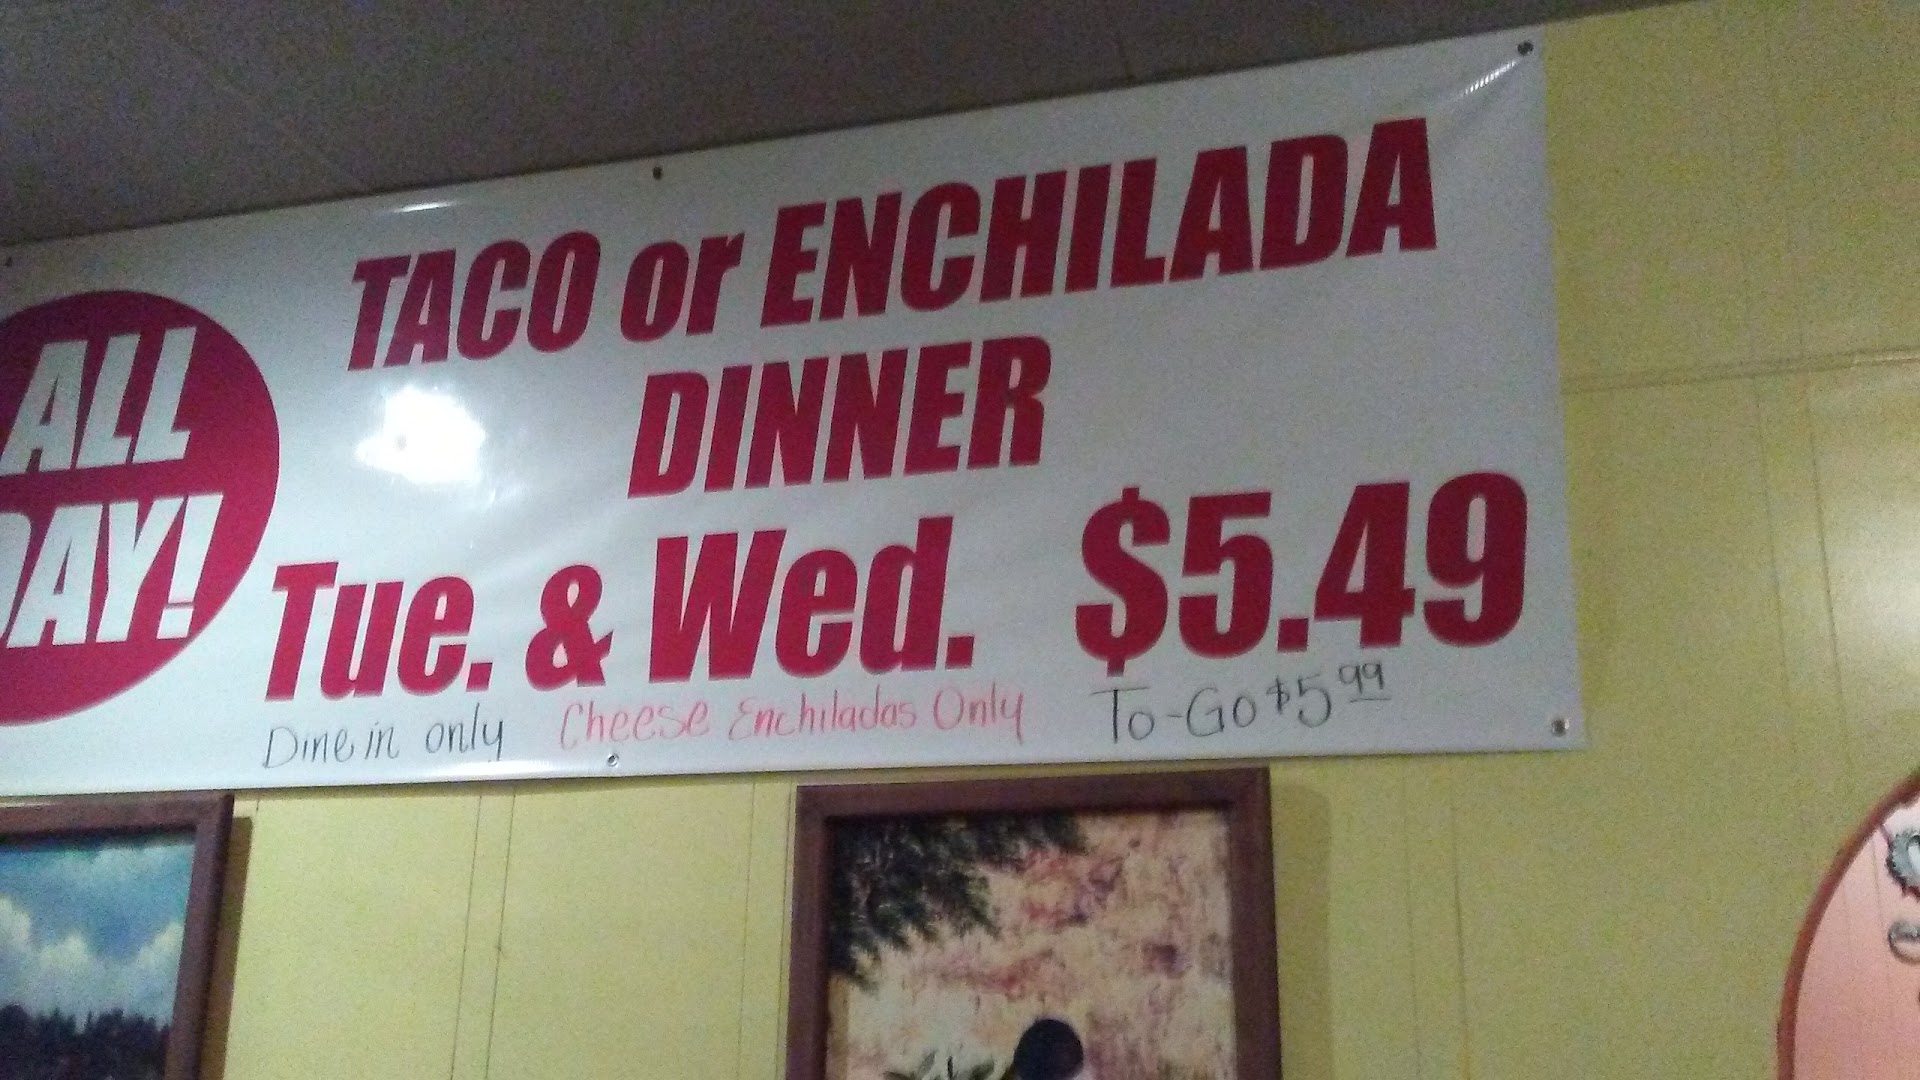 ALL
DAY!
TACO or ENCHILADA
DINNER
Tue. & Wed. $5.49
Dine in only Cheese Enchiladas Only To-Go $5 99